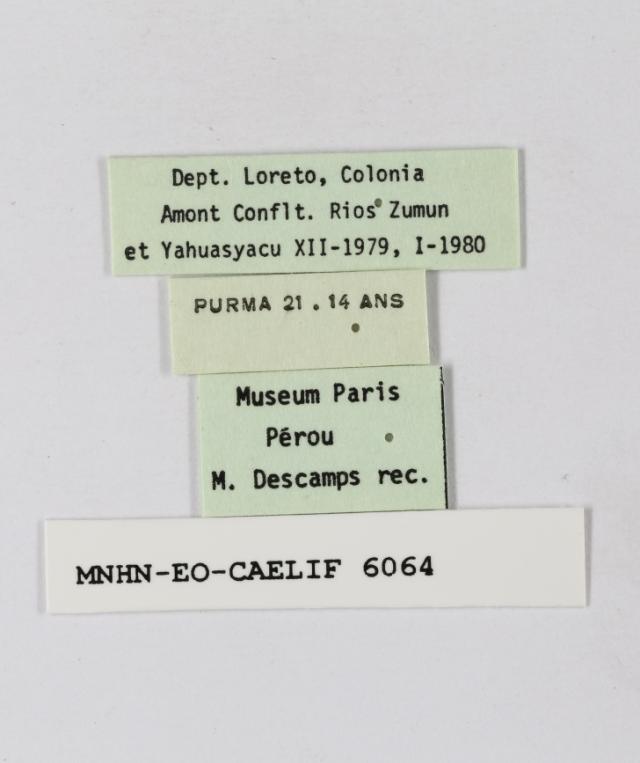 Dept. Loreto, Colonia
Amont Conflt. Rios Zumun
et Yahuasyacu XII-1979, I-1980
PURMA 21 . 14 ANS
Museum Paris
Pérou
M. Descamps rec.
MNHN-EO-CAELIF 6064